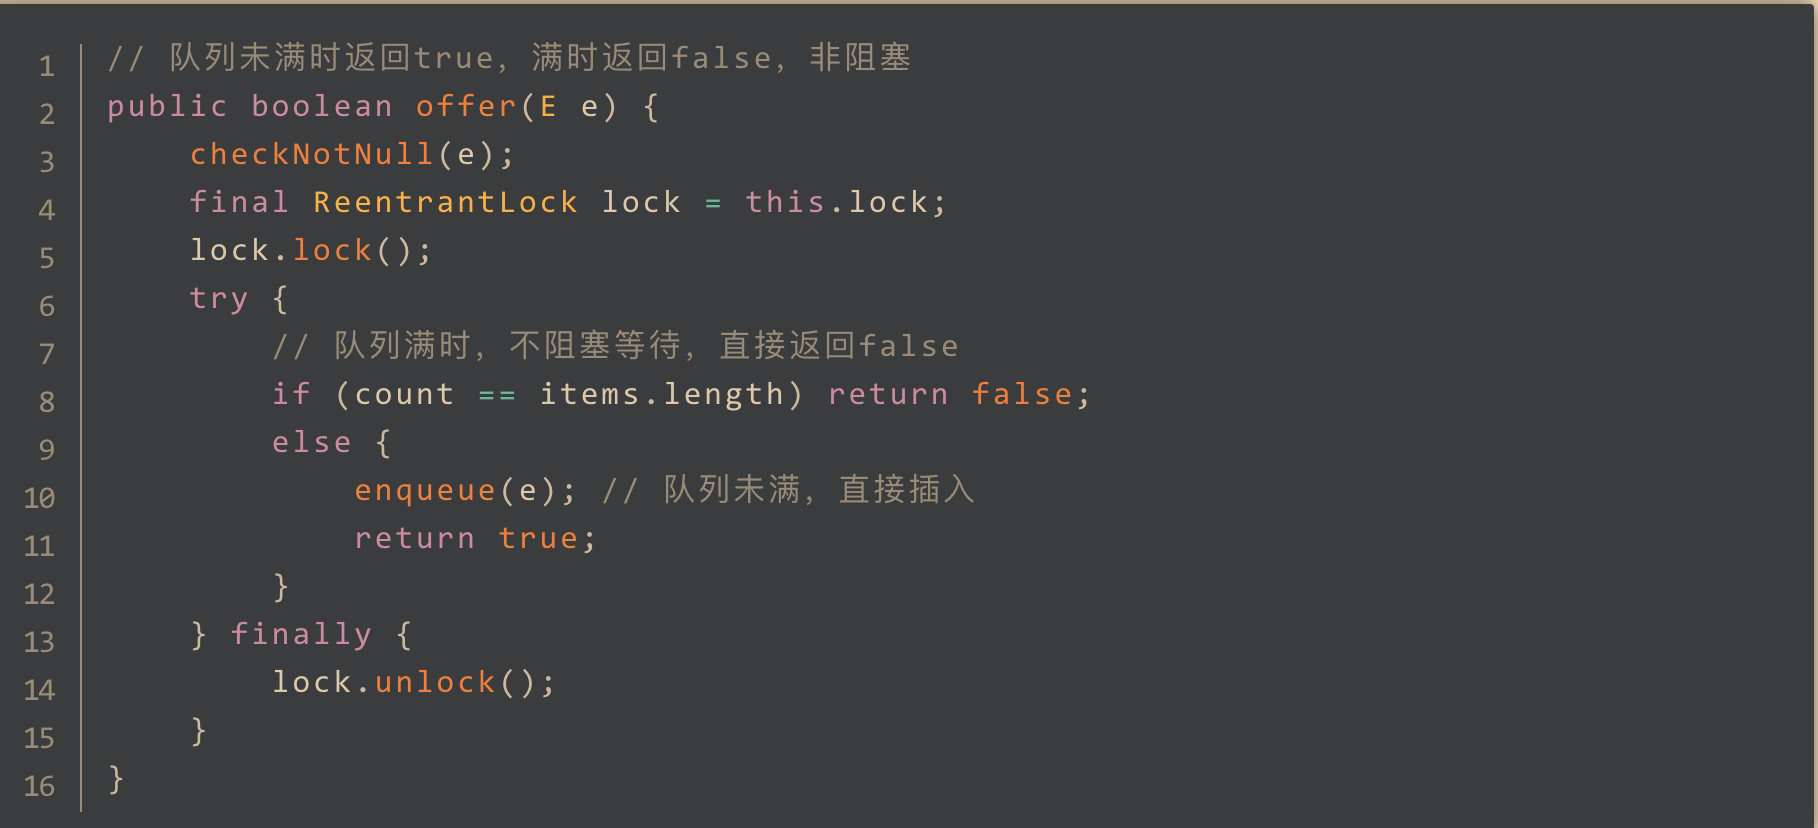 1 // 队列未满时返回true，满时返回false，非阻塞
2 public boolean offer(E e) {
3 checkNotNull(e);
4 final ReentrantLock lock = this.lock;
5 lock.lock();
6 try {
7 // 队列满时，不阻塞等待，直接返回false
8 if (count == items.length) return false;
9 else {
10 enqueue(e); // 队列未满，直接插入
11 return true;
12 }
13 } finally {
14 lock.unlock();
15 }
16 }